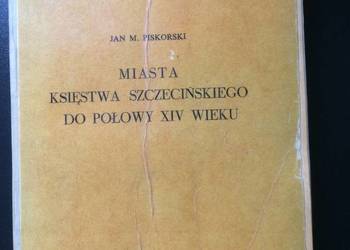 JAN M. PISKORSKI
MIASTA
KSIĘSTWA SZCZECIŃSKIEGO
DO POŁOWY XIV WIEKU